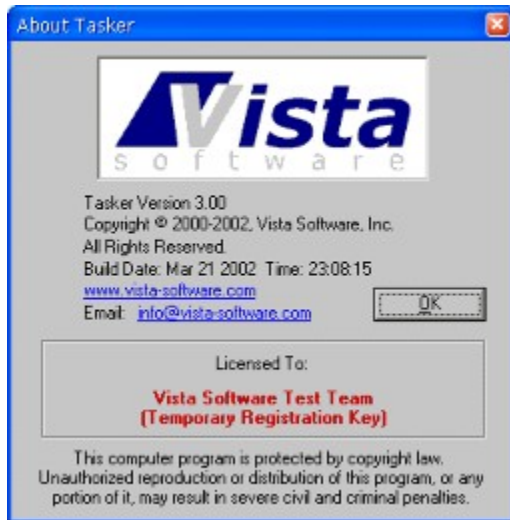 About Tasker
Vista
software
Tasker Version 3.00
Copyright © 2000-2002, Vista Software, Inc.
All Rights Reserved.
Build Date: Mar 21 2002 Time: 23:08:15
www.vista-software.com
Email: info@vista-software.com
OK
Licensed To:
Vista Software Test Team
(Temporary Registration Key)
This computer program is protected by copyright law.
Unauthorized reproduction or distribution of this program, or any
portion of it, may result in severe civil and criminal penalties.